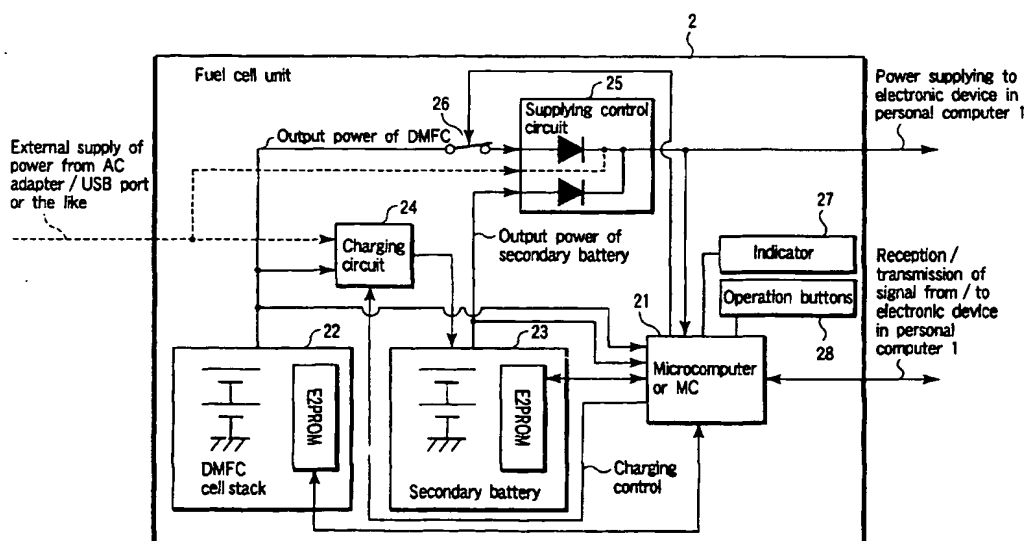 2
Fuel cell unit
25
Supplying control
circuit
Power supplying to
electronic device in
personal computer 1
26
Output power of DMFC
External supply of
power from AC
adapter / USB port
or the like
24
Charging
circuit
Output power of
secondary battery
27
Indicator
Operation buttons
28
Reception /
transmission of
signal from / to
electronic device
in personal
computer 1
21
Microcomputer
or MC
22
E2PROM
DMFC
cell stack
23
E2PROM
Secondary battery
Charging
control